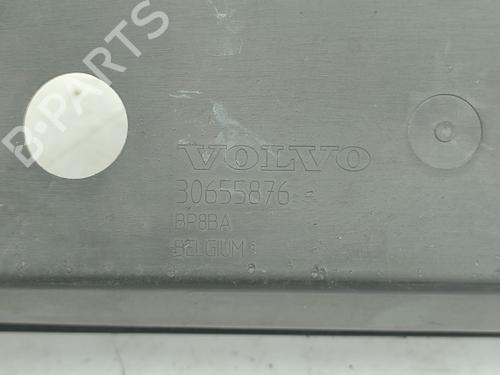 B-PARTS
VOLVO
30655876
BP8BA
BELGIUM